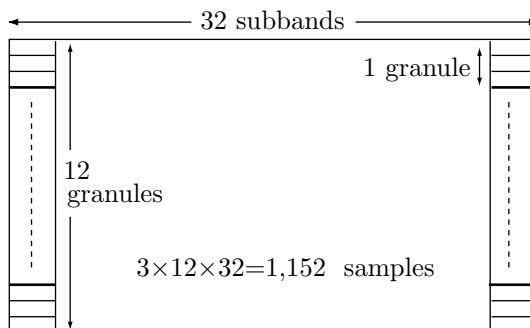 32 subbands
1 granule
12
granules
3×12×32=1,152 samples